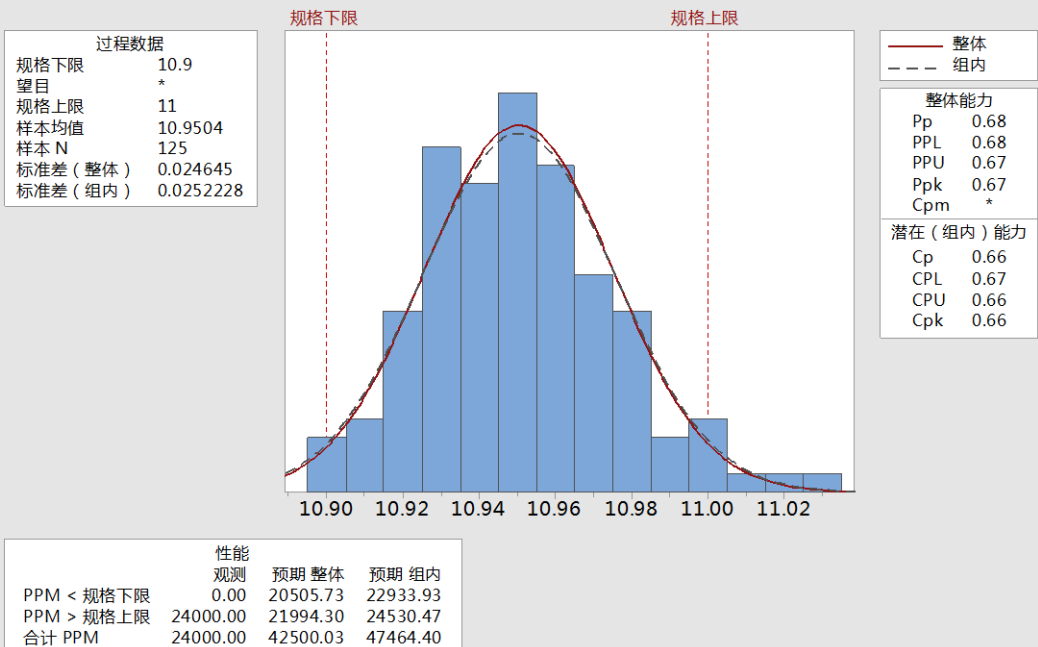 规格下限 规格上限
过程数据
规格下限 10.9
望目 *
规格上限 11
样本均值 10.9504
样本 N 125
标准差（整体） 0.024645
标准差（组内） 0.0252228
整体
组内
整体能力
Pp 0.68
PPL 0.68
PPU 0.67
Ppk 0.67
Cpm *
潜在（组内）能力
Cp 0.66
CPL 0.67
CPU 0.66
Cpk 0.66
10.90 10.92 10.94 10.96 10.98 11.00 11.02
性能
观测 预期 整体 预期 组内
PPM < 规格下限 0.00 20505.73 22933.93
PPM > 规格上限 24000.00 21994.30 24530.47
合计 PPM 24000.00 42500.03 47464.40